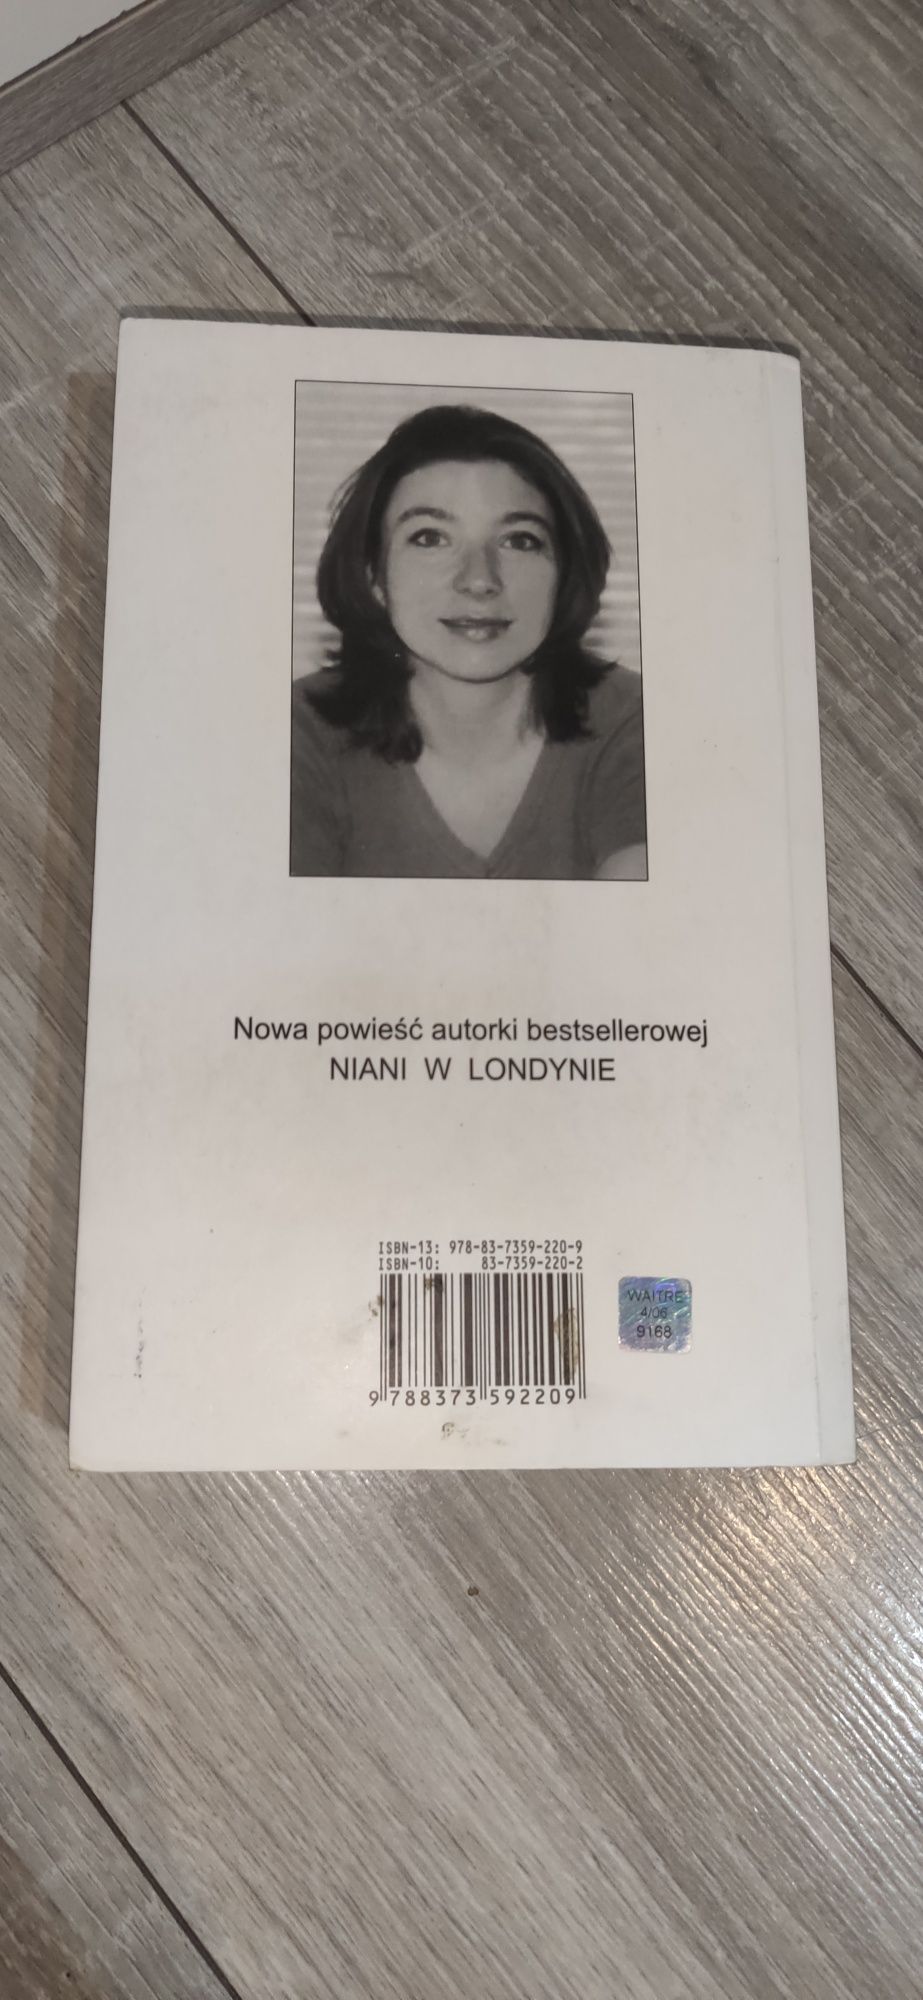 Nowa powieść autorki bestsellerowej
NIANI W LONDYNIE
ISBN-13: 978-83-7359-220-9
ISBN-10: 83-7359-220-2
9 788373 592209
WAITRE
4/06
9168